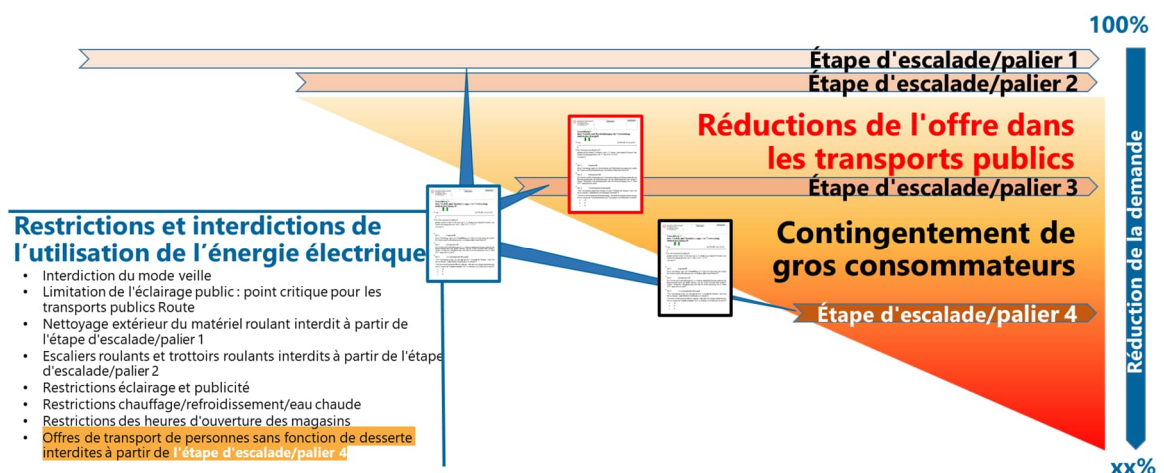 100%
Étape d'escalade/palier 1
Étape d'escalade/palier 2
Réductions de l'offre dans
les transports publics
Étape d'escalade/palier 3
Contingentement de
gros consommateurs
Étape d'escalade/palier 4
Réduction de la demande
xx%
Restrictions et interdictions de
l’utilisation de l’énergie électrique
• Interdiction du mode veille
• Limitation de l'éclairage public : point critique pour les
transports publics Route
• Nettoyage extérieur du matériel roulant interdit à partir de
l'étape d'escalade/palier 1
• Escaliers roulants et trottoirs roulants interdits à partir de l'étape
d'escalade/palier 2
• Restrictions éclairage et publicité
• Restrictions chauffage/refroidissement/eau chaude
• Restrictions des heures d'ouverture des magasins
• Offres de transport de personnes sans fonction de desserte
interdites à partir de l'étape d'escalade/palier 4